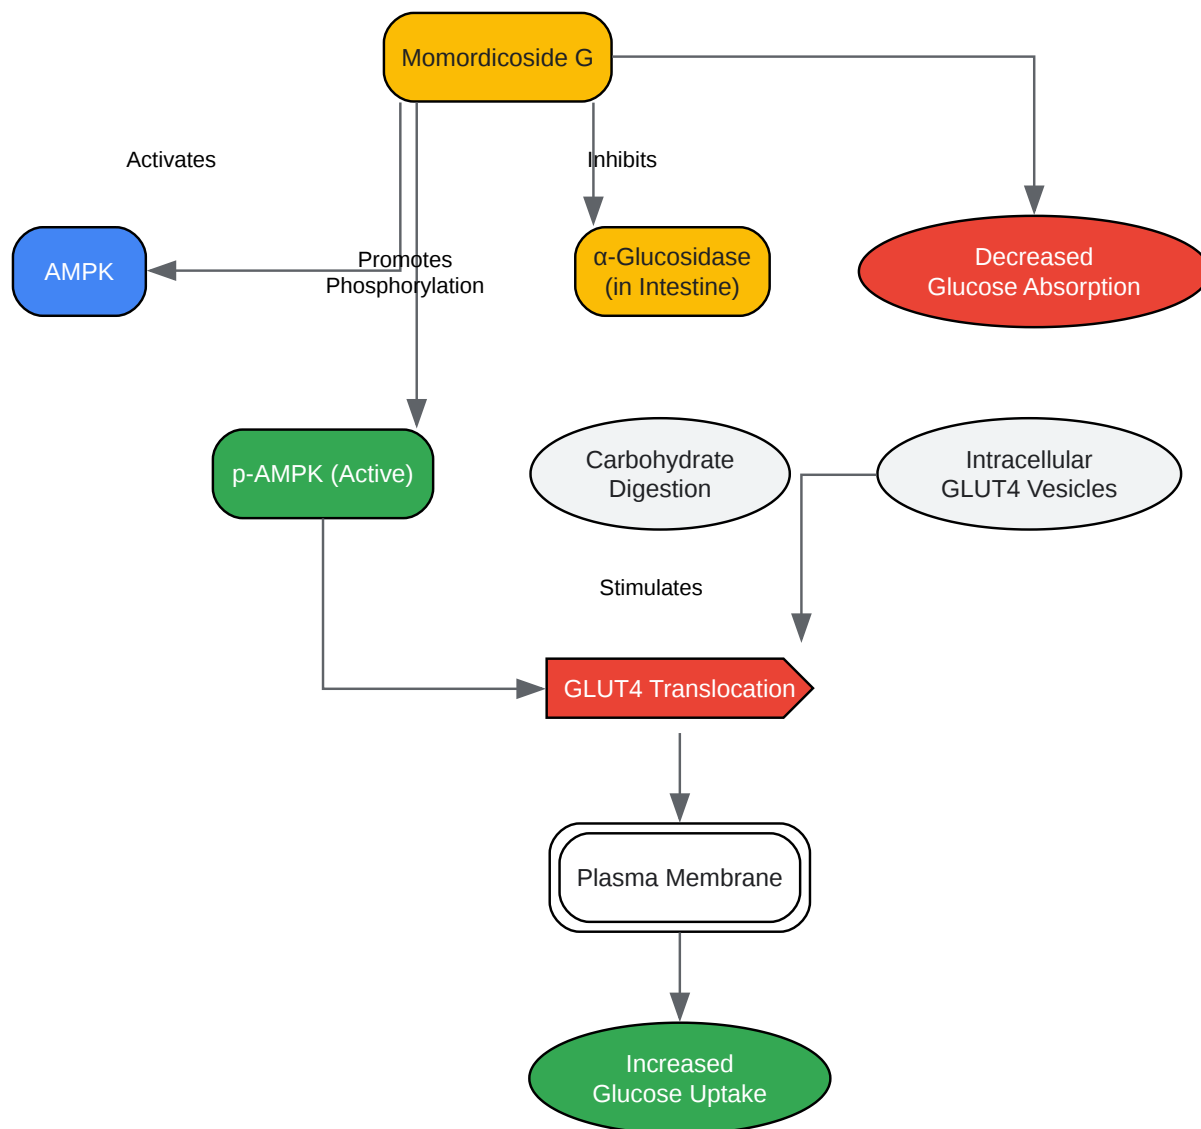 Momordicoside G
Activates
Inhibits
AMPK
Promotes
Phosphorylation
α-Glucosidase
(in Intestine)
Decreased
Glucose Absorption
p-AMPK (Active)
Carbohydrate
Digestion
Intracellular
GLUT4 Vesicles
Stimulates
GLUT4 Translocation
Plasma Membrane
Increased
Glucose Uptake